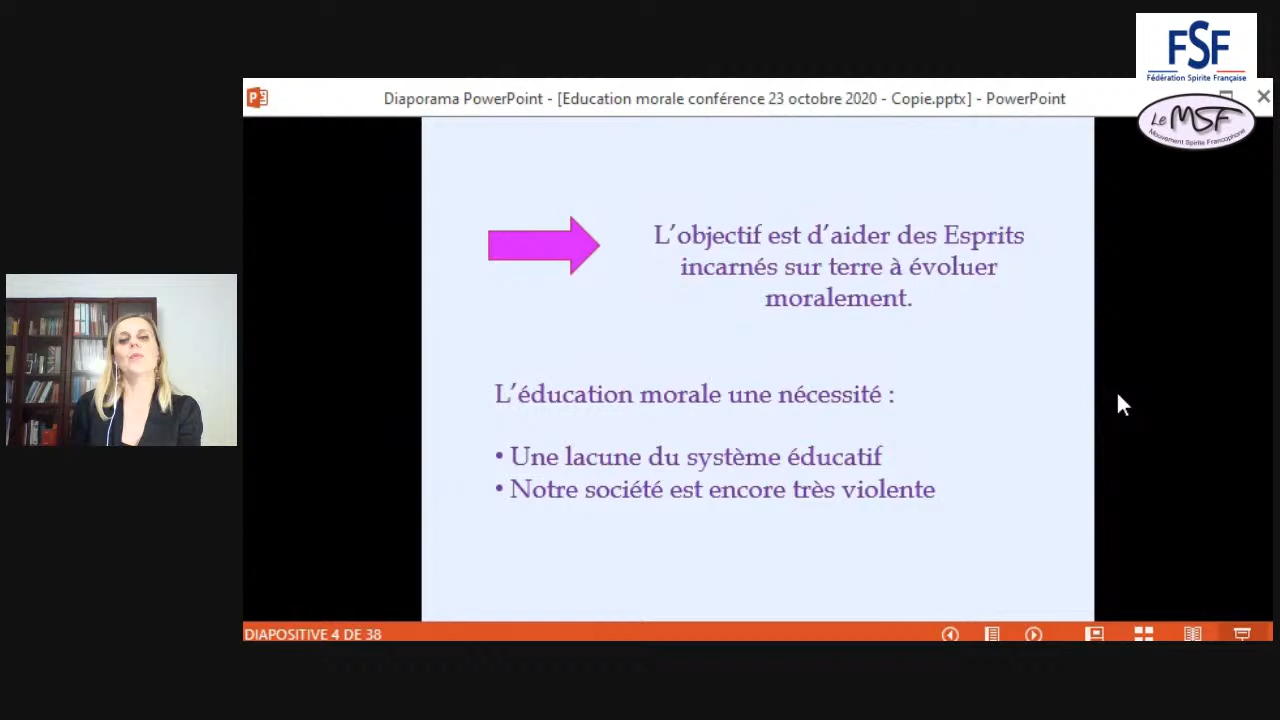 FSF
Fédération Spirite Française
Le MSF
Mouvement Spirite Francophone
Diaporama PowerPoint - [Education morale conférence 23 octobre 2020 - Copie.pptx] - PowerPoint
L’objectif est d’aider des Esprits
incarnés sur terre à évoluer
moralement.
L’éducation morale une nécessité :
• Une lacune du système éducatif
• Notre société est encore très violente
DIAPOSITIVE 4 DE 38